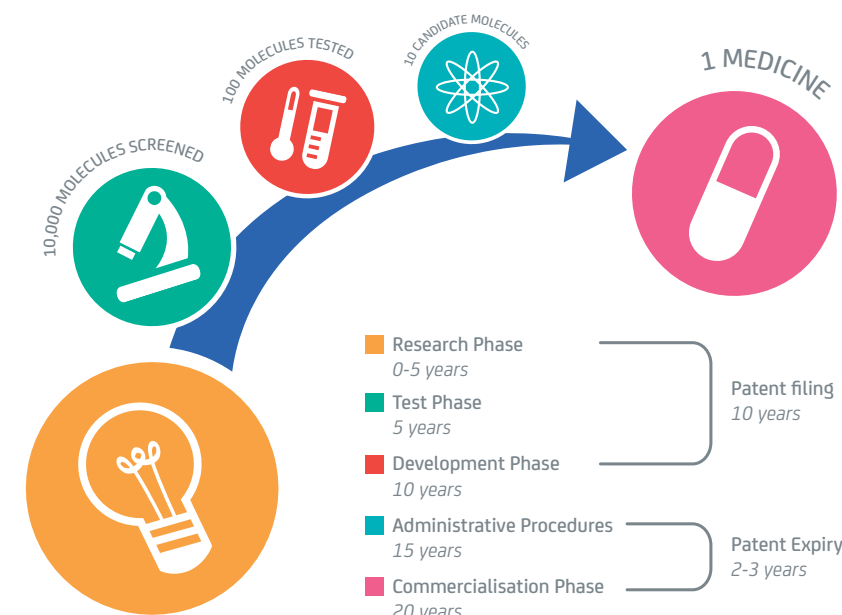 10,000 MOLECULES SCREENED
100 MOLECULES TESTED
10 CANDIDATE MOLECULES
1 MEDICINE
Research Phase
0-5 years
Test Phase
5 years
Development Phase
10 years
Patent filing
10 years
Administrative Procedures
15 years
Commercialisation Phase
20 years
Patent Expiry
2-3 years